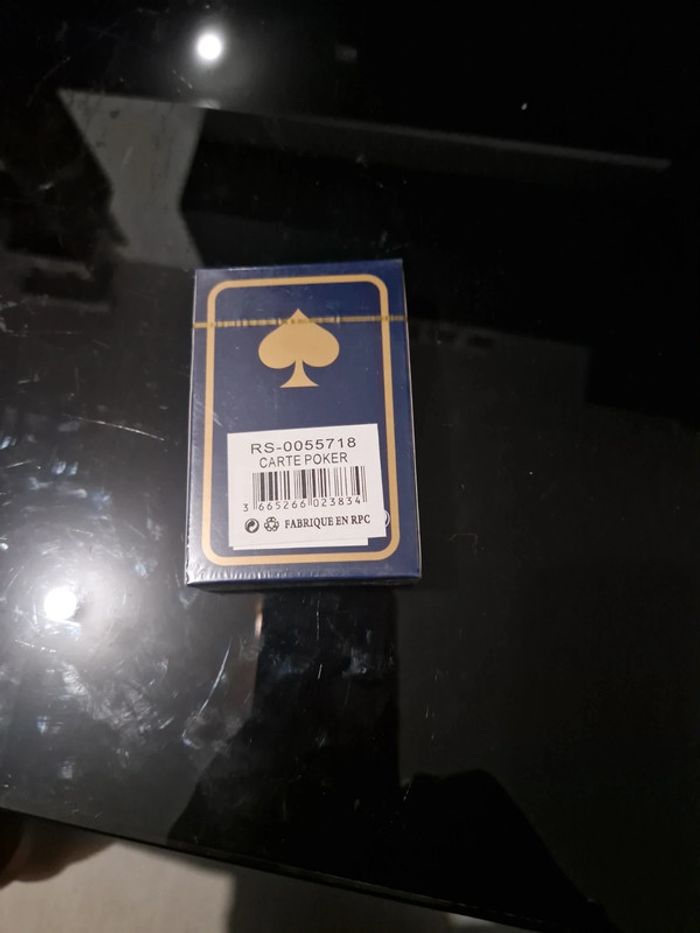 RS-0055718
CARTE POKER
3 665266 023834
FABRIQUE EN RPC